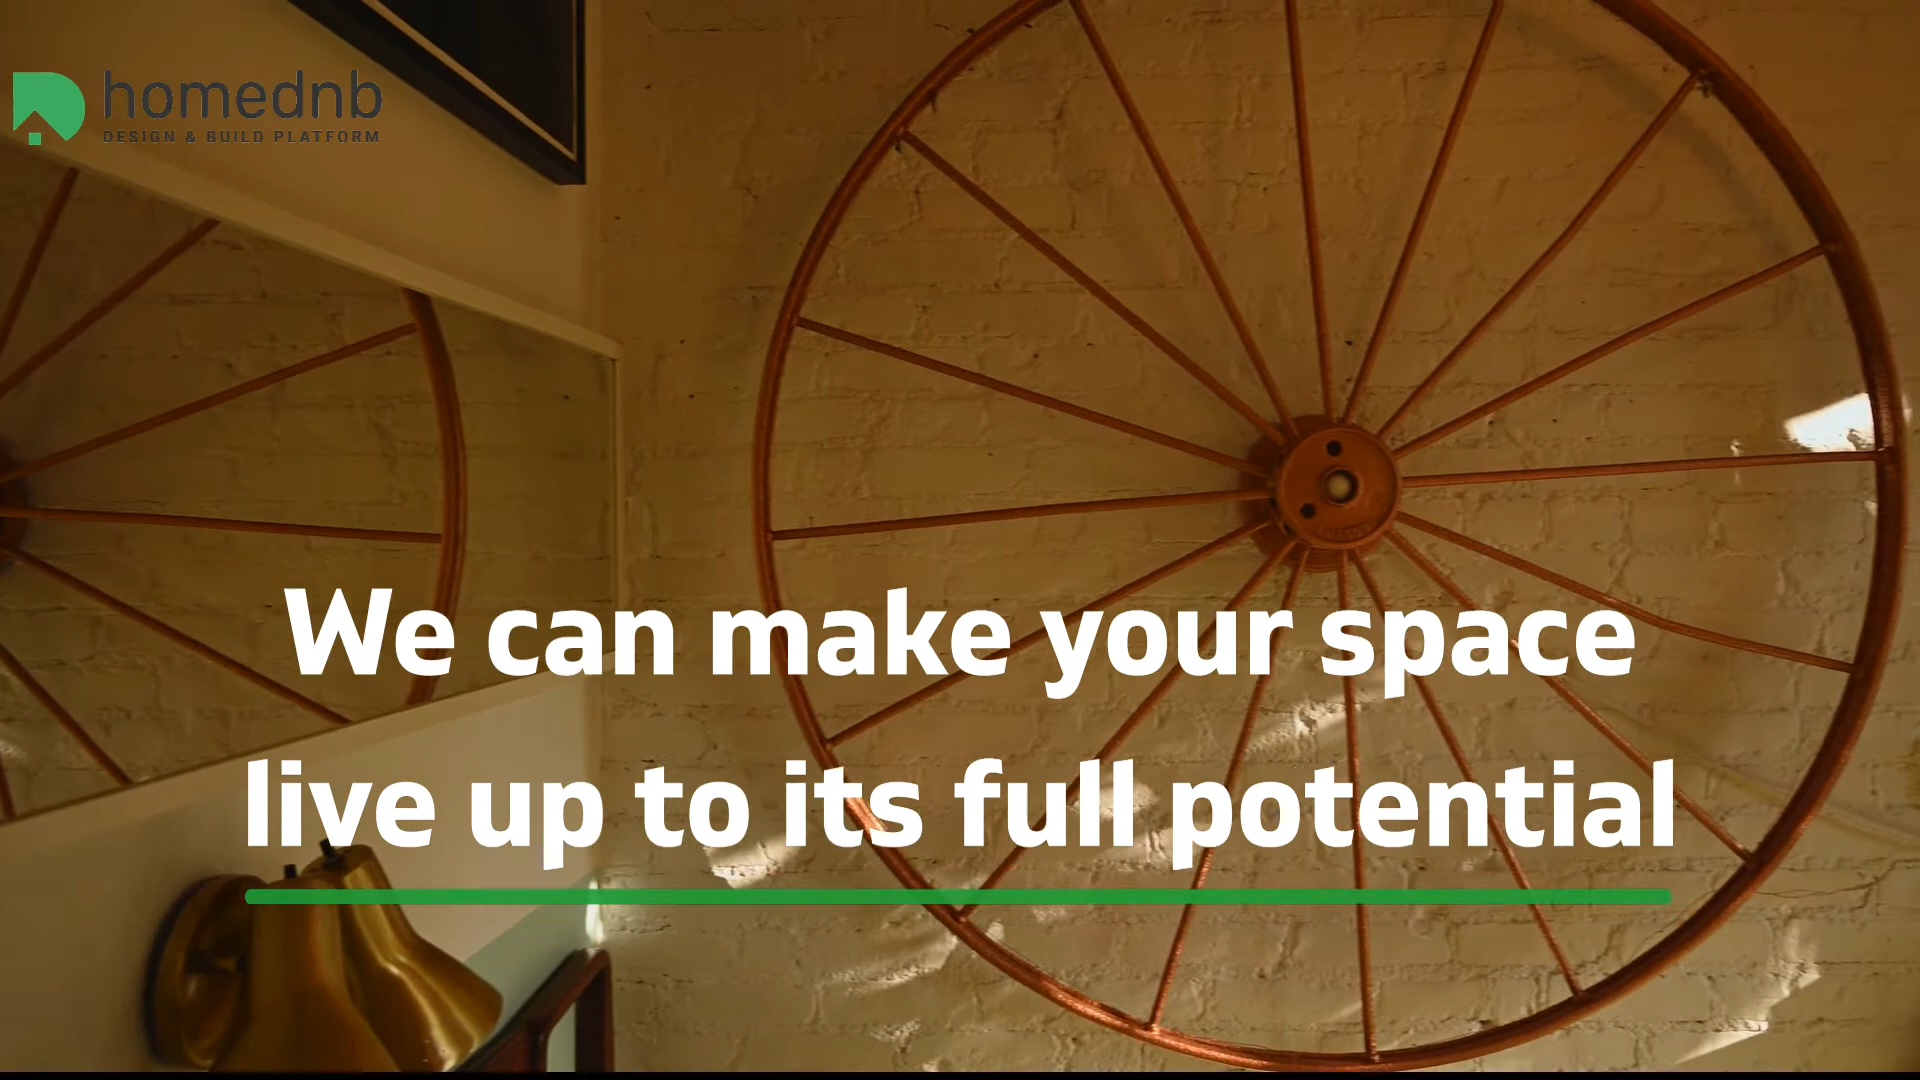 homednb
DESIGN & BUILD PLATFORM
We can make your space
live up to its full potential